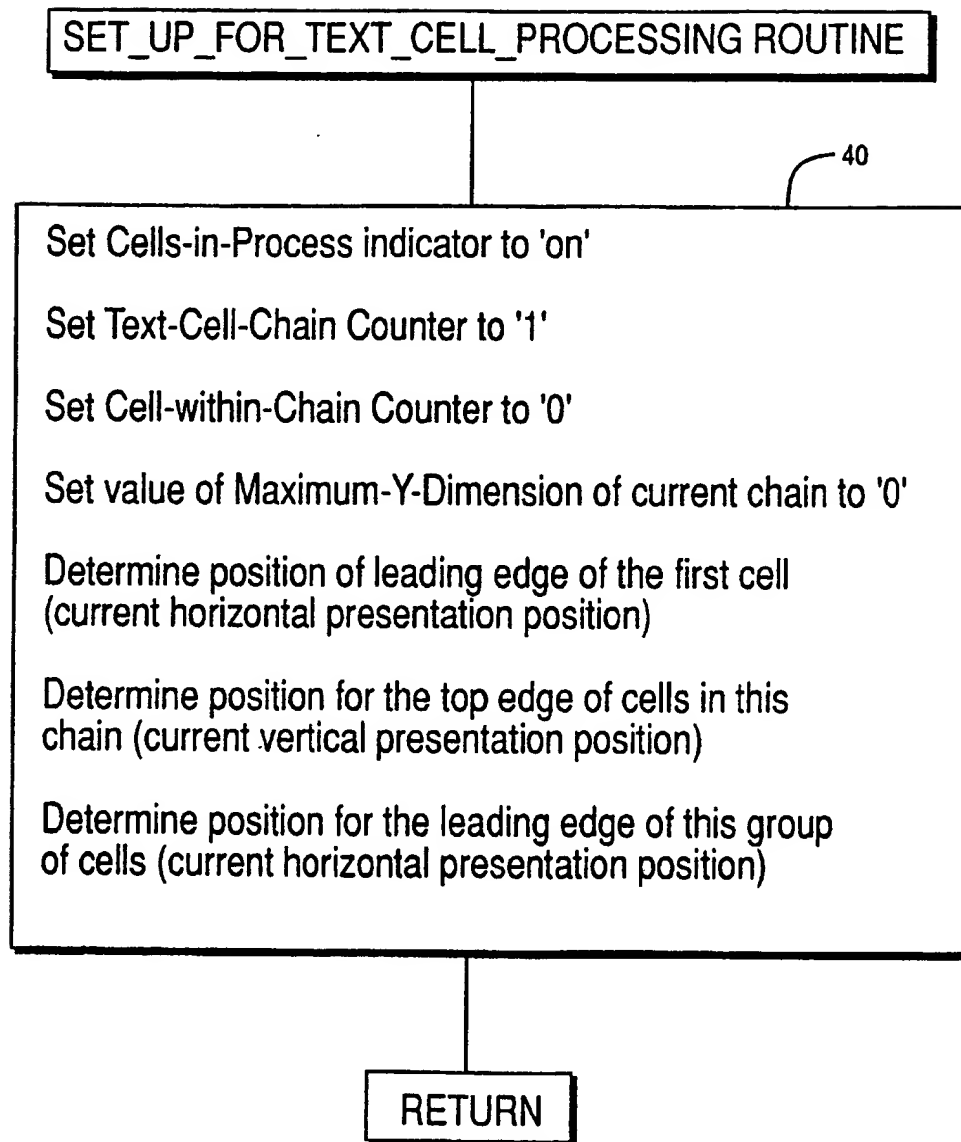 SET_UP_FOR_TEXT_CELL_PROCESSING ROUTINE
40
Set Cells-in-Process indicator to 'on'
Set Text-Cell-Chain Counter to '1'
Set Cell-within-Chain Counter to '0'
Set value of Maximum-Y-Dimension of current chain to '0'
Determine position of leading edge of the first cell
(current horizontal presentation position)
Determine position for the top edge of cells in this
chain (current vertical presentation position)
Determine position for the leading edge of this group
of cells (current horizontal presentation position)
RETURN